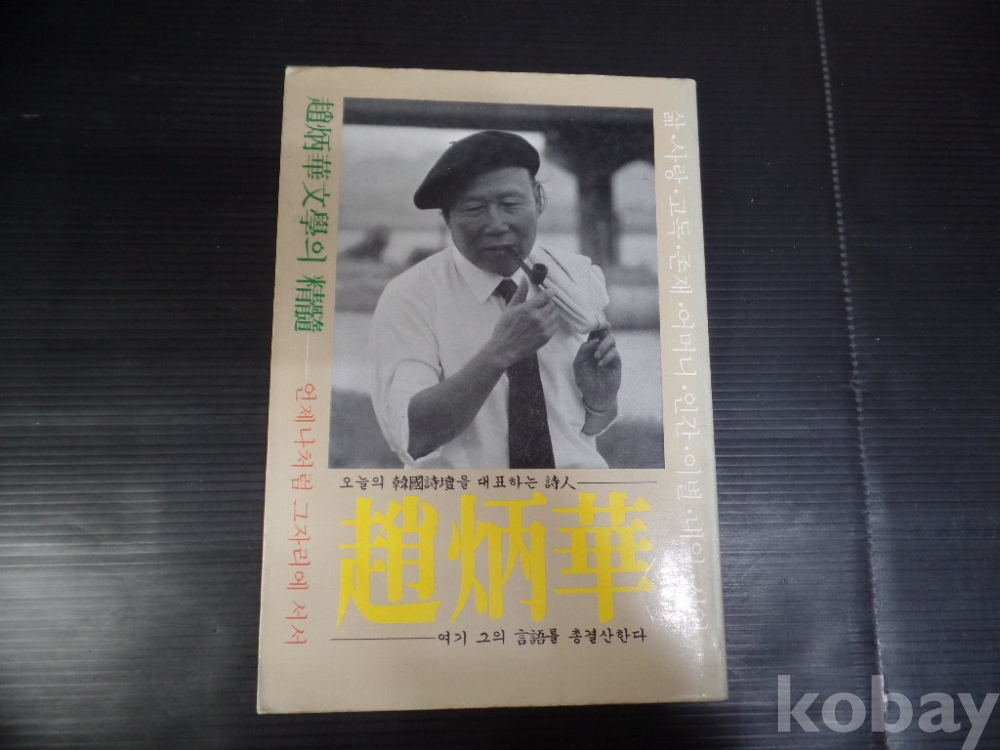 趙炳華文學의 精髓──언제나처럼 그자리에 서서
삶·사랑·고독·존재·어머니·인간·이별·내일
오늘의 韓國詩壇을 대표하는 詩人──
趙炳華
──여기 그의 言語를 총결산한다
kobay